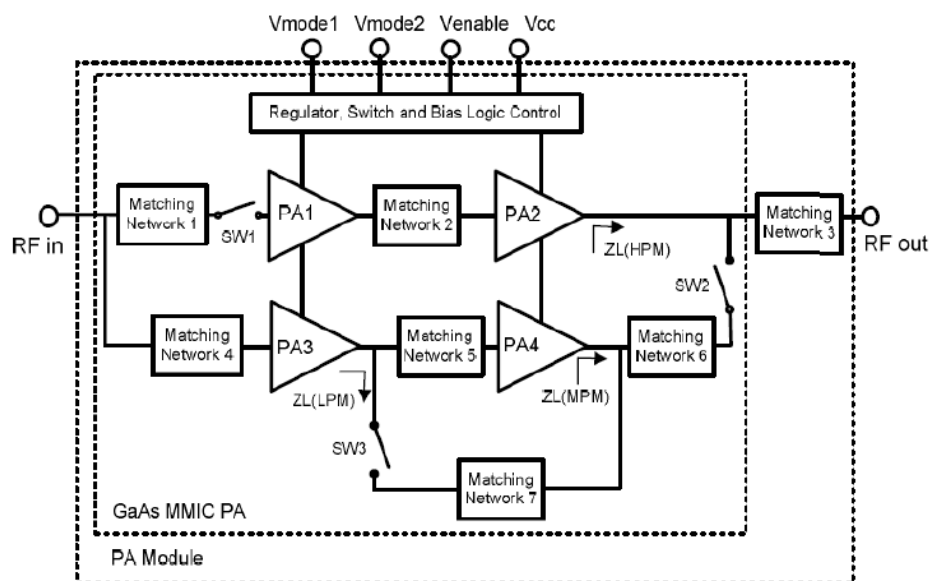 Vmode1 Vmode2 Venable Vcc
Regulator, Switch and Bias Logic Control
Matching
Network 1
SW1
PA1
Matching
Network 2
PA2
ZL(HPM)
Matching
Network 3
RF in
RF out
SW2
Matching
Network 4
PA3
Matching
Network 5
PA4
Matching
Network 6
ZL(LPM)
ZL(MPM)
SW3
Matching
Network 7
GaAs MMIC PA
PA Module